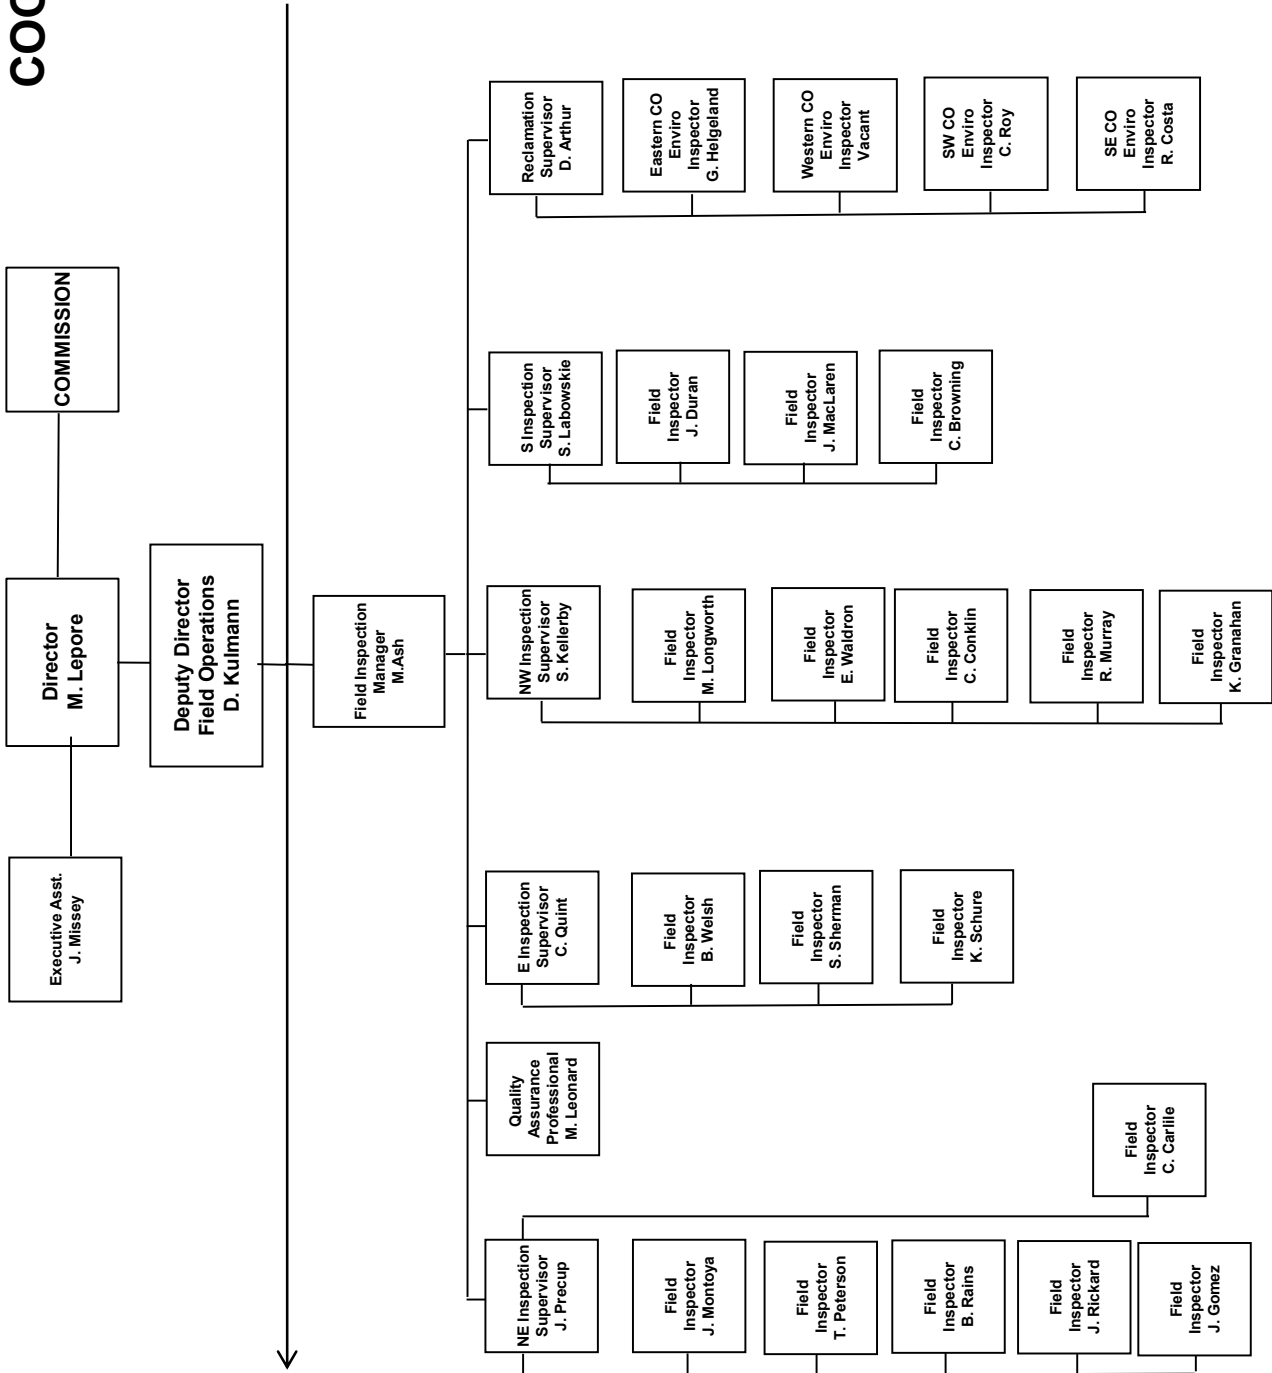 Executive Asst.
J. Missey
Director
M. Lepore
COMMISSION
Deputy Director
Field Operations
D. Kulmann
Field Inspection
Manager
M.Ash
NE Inspection
Supervisor
J. Precup
Field
Inspector
J. Montoya
Field
Inspector
T. Peterson
Field
Inspector
B. Rains
Field
Inspector
J. Rickard
Field
Inspector
J. Gomez
Field
Inspector
C. Carlile
Quality
Assurance
Professional
M. Leonard
E Inspection
Supervisor
C. Quint
Field
Inspector
B. Welsh
Field
Inspector
S. Sherman
Field
Inspector
K. Schure
NW Inspection
Supervisor
S. Kellerby
Field
Inspector
M. Longworth
Field
Inspector
E. Waldron
Field
Inspector
C. Conklin
Field
Inspector
R. Murray
Field
Inspector
K. Granahan
S Inspection
Supervisor
S. Labowskie
Field
Inspector
J. Duran
Field
Inspector
J. MacLaren
Field
Inspector
C. Browning
Reclamation
Supervisor
D. Arthur
Eastern CO
Enviro
Inspector
G. Helgeland
Western CO
Enviro
Inspector
Vacant
SW CO
Enviro
Inspector
C. Roy
SE CO
Enviro
Inspector
R. Costa